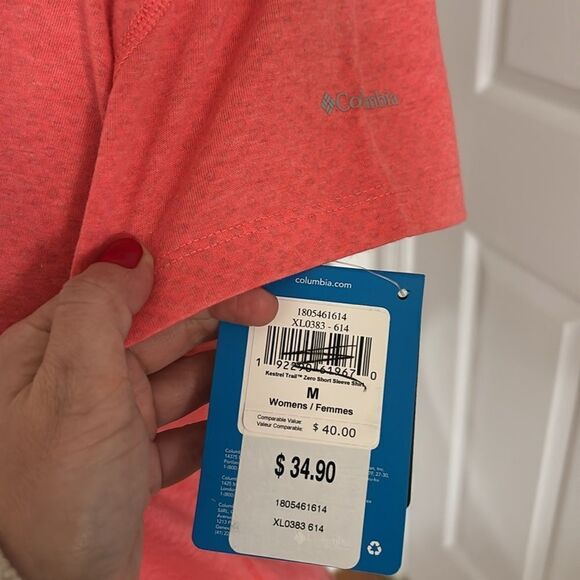 Columbia
columbia.com
1805461614
XL0383 - 614
Kestrel Trail™ Zero Short Sleeve Shirt
M
Womens / Femmes
Comparable Value:
Valeur Comparable: $ 40.00
$ 34.90
1805461614
XL0383 614